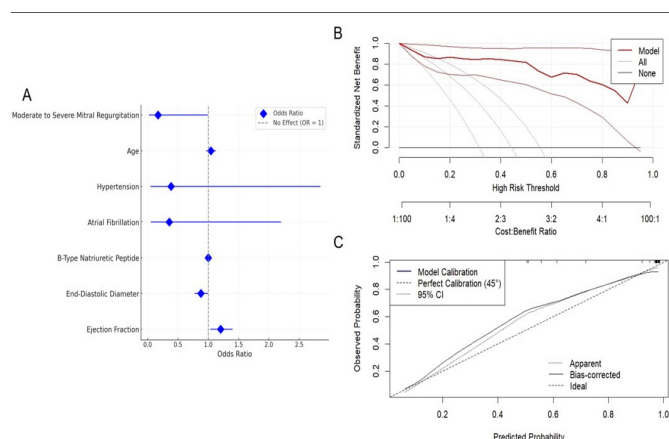 A
Moderate to Severe Mitral Regurgitation
Age
Hypertension
Atrial Fibrillation
B-Type Natriuretic Peptide
End-Diastolic Diameter
Ejection Fraction
Odds Ratio
No Effect (OR = 1)
0.0 0.5 1.0 1.5 2.0 2.5
Odds Ratio
B
Standardized Net Benefit
0.0 0.2 0.4 0.6 0.8 1.0
Model
All
None
0.0 0.2 0.4 0.6 0.8 1.0
High Risk Threshold
1:100 1:4 2:3 3:2 4:1 100:1
Cost:Benefit Ratio
C
Observed Probability
0.2 0.4 0.6 0.8 1.0
Model Calibration
Perfect Calibration (45°)
95% CI
Apparent
Bias-corrected
Ideal
0.2 0.4 0.6 0.8 1.0
Predicted Probability